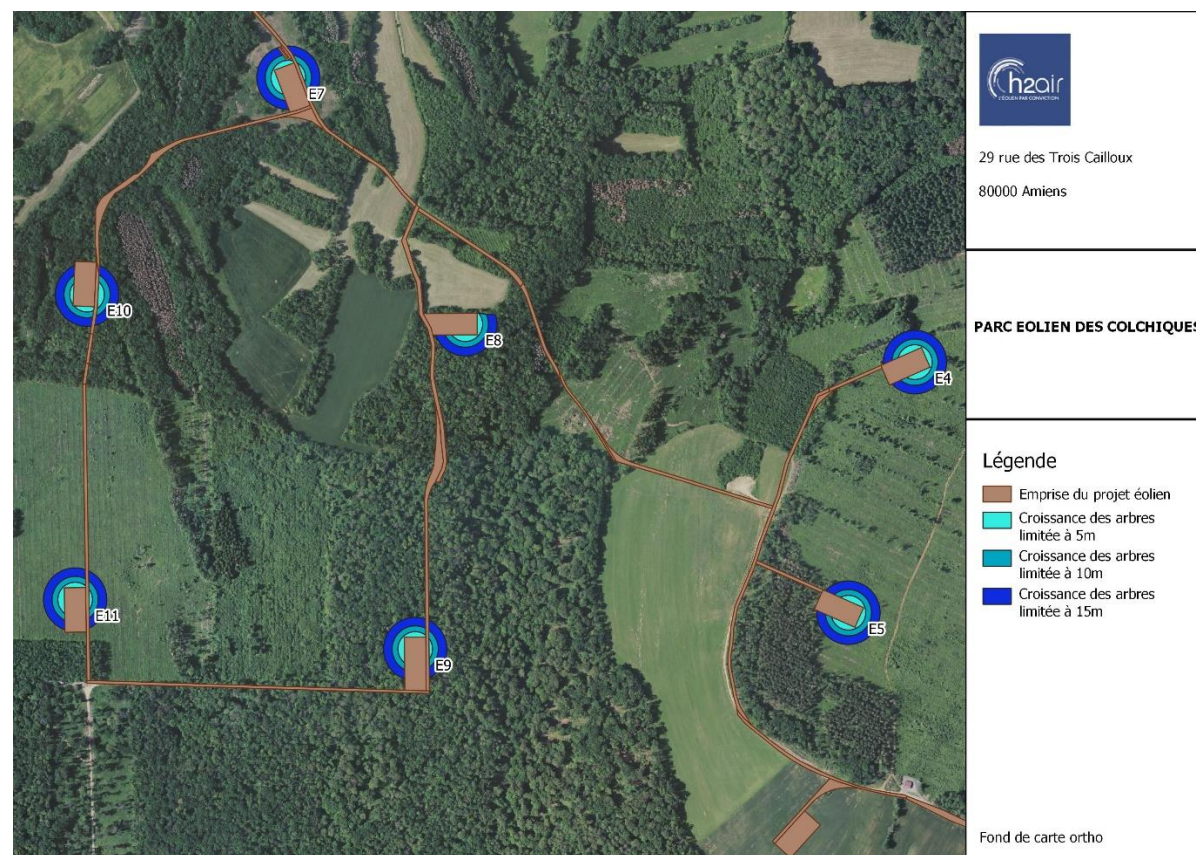 E7
E10
E8
E4
E11
E9
E5
h2air
L'ÉOLIEN PAR CONVICTION
29 rue des Trois Cailloux
80000 Amiens
PARC EOLIEN DES COLCHIQUES
Légende
Emprise du projet éolien
Croissance des arbres
limitée à 5m
Croissance des arbres
limitée à 10m
Croissance des arbres
limitée à 15m
Fond de carte ortho